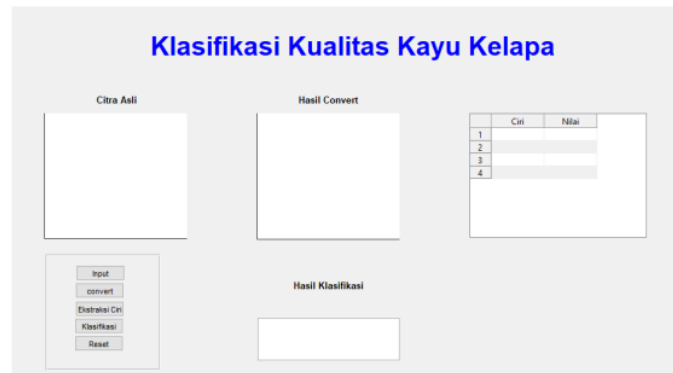 Klasifikasi Kualitas Kayu Kelapa
Citra Asli
Hasil Convert
Ciri Nilai
1
2
3
4
Input
convert
Ekstraksi Ciri
Klasifikasi
Reset
Hasil Klasifikasi